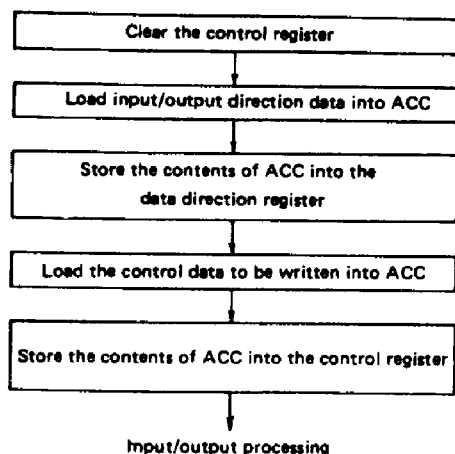 Clear the control register
Load input/output direction data into ACC
Store the contents of ACC into the
data direction register
Load the control data to be written into ACC
Store the contents of ACC into the control register
Input/output processing